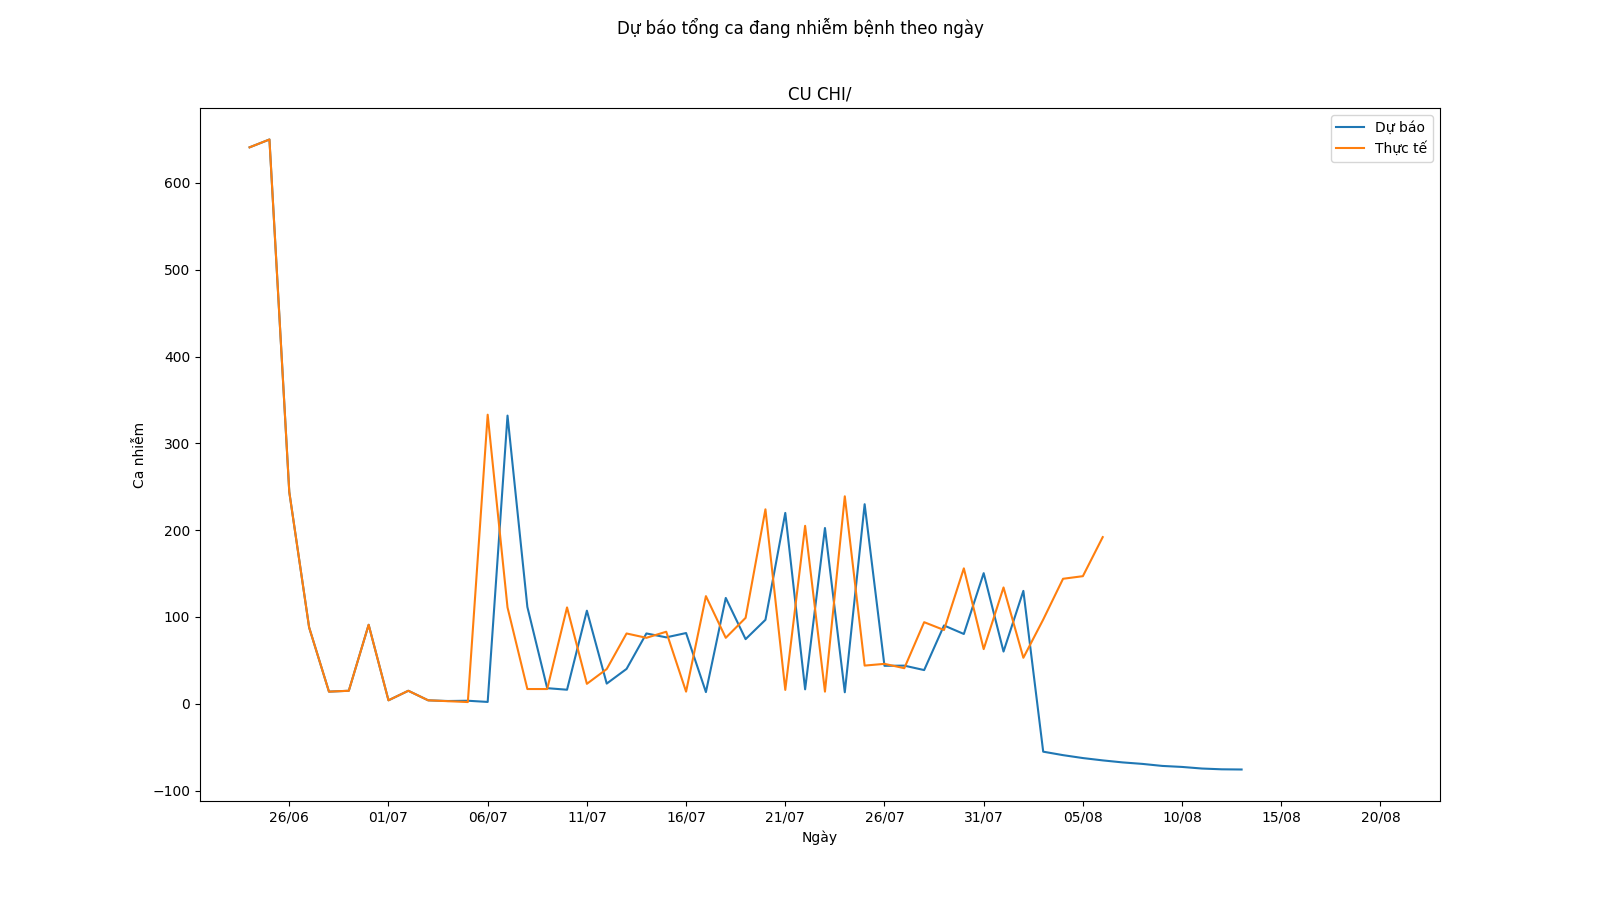 Dự báo tổng ca đang nhiễm bệnh theo ngày
CU CHI/
Dự báo
Thực tế
600
500
400
300
200
100
0
−100
Ca nhiễm
26/06 01/07 06/07 11/07 16/07 21/07 26/07 31/07 05/08 10/08 15/08 20/08
Ngày